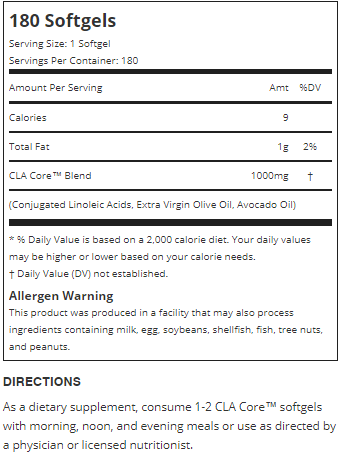 180 Softgels
Serving Size: 1 Softgel
Servings Per Container: 180
Amount Per Serving Amt %DV
Calories 9
Total Fat 1g 2%
CLA Core™ Blend 1000mg †
(Conjugated Linoleic Acids, Extra Virgin Olive Oil, Avocado Oil)
* % Daily Value is based on a 2,000 calorie diet. Your daily values
may be higher or lower based on your calorie needs.
† Daily Value (DV) not established.
Allergen Warning
This product was produced in a facility that may also process
ingredients containing milk, egg, soybeans, shellfish, fish, tree nuts,
and peanuts.
DIRECTIONS
As a dietary supplement, consume 1-2 CLA Core™ softgels
with morning, noon, and evening meals or use as directed by
a physician or licensed nutritionist.